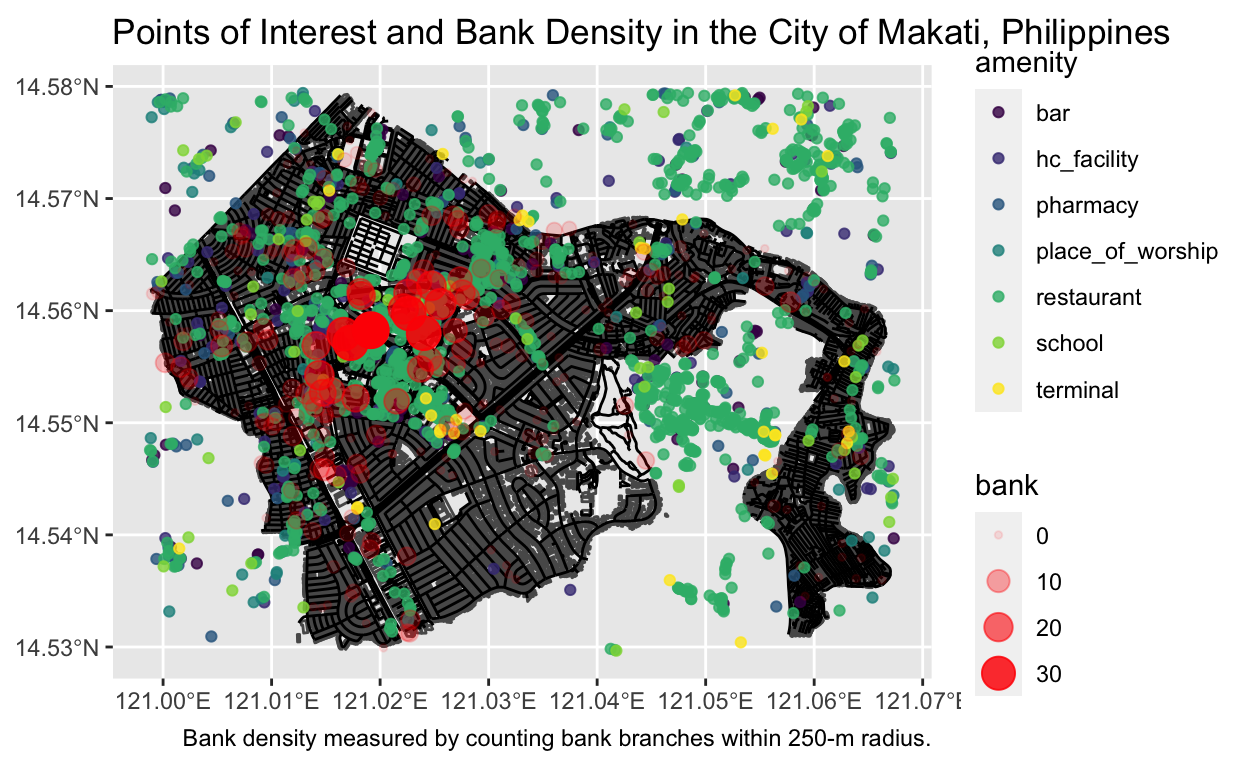 Points of Interest and Bank Density in the City of Makati, Philippines
14.58°N
14.57°N
14.56°N
14.55°N
14.54°N
14.53°N
121.00°E 121.01°E 121.02°E 121.03°E 121.04°E 121.05°E 121.06°E 121.07°E
Bank density measured by counting bank branches within 250-m radius.
amenity
bar
hc_facility
pharmacy
place_of_worship
restaurant
school
terminal
bank
0
10
20
30